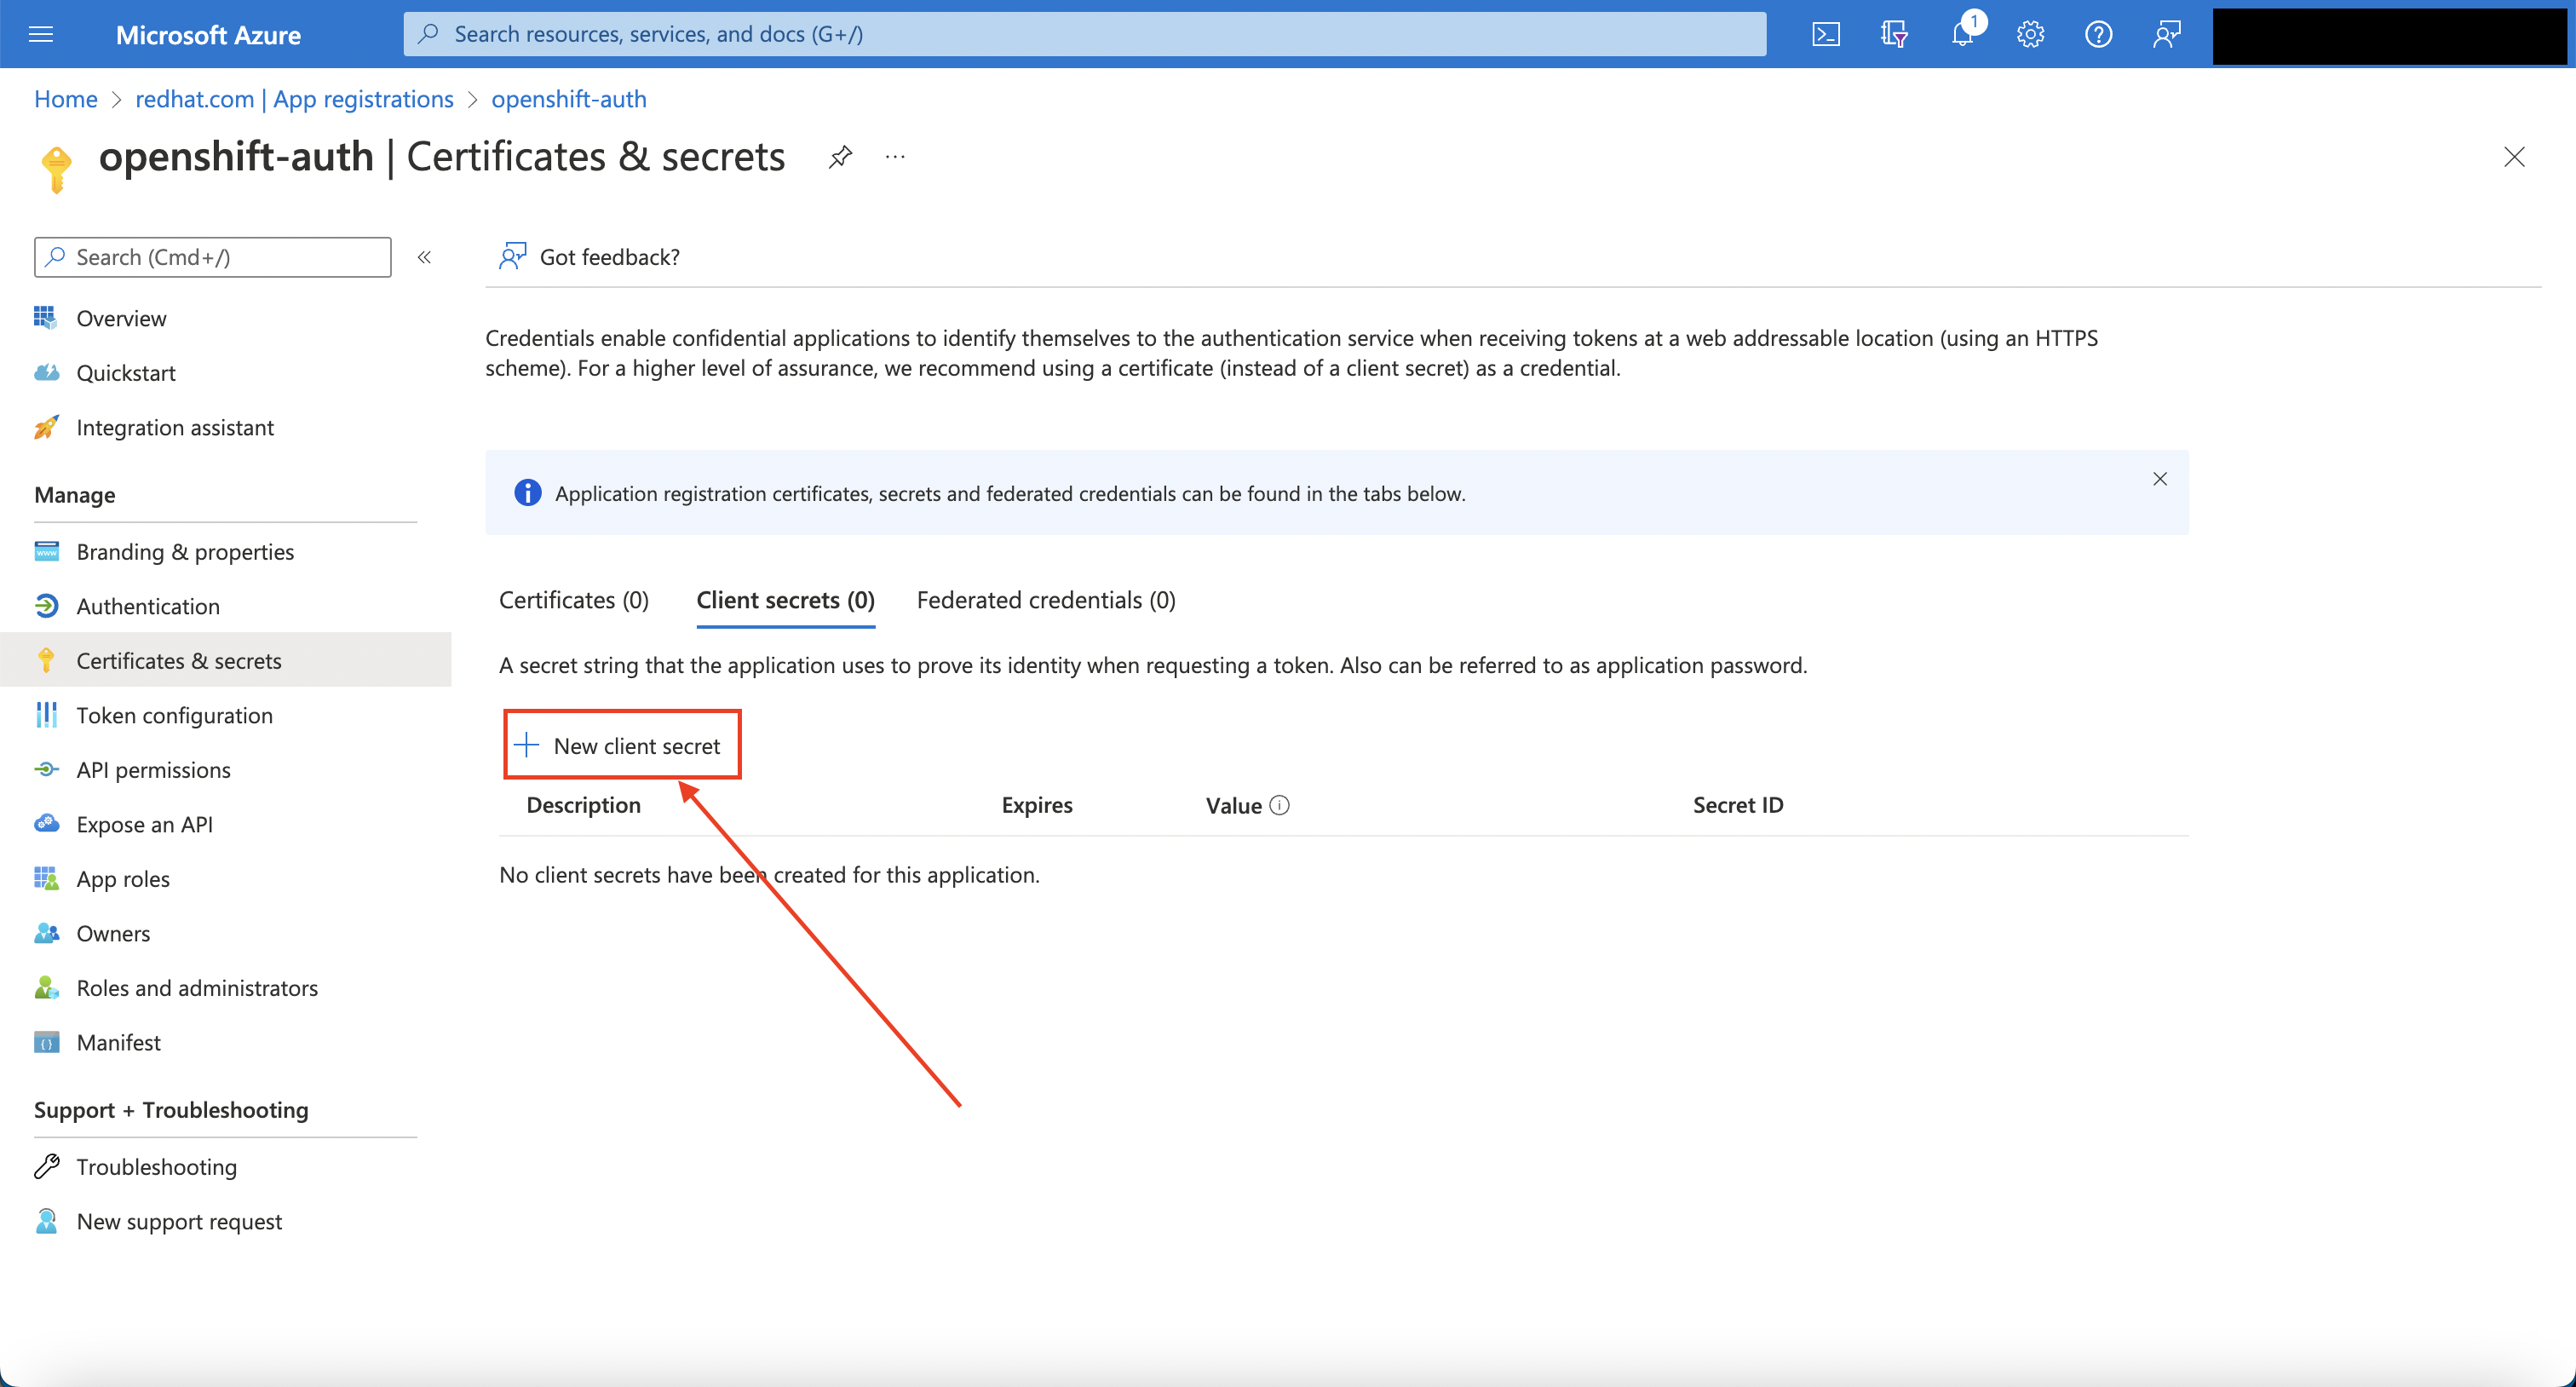 Microsoft Azure
Search resources, services, and docs (G+/)
1
Home > redhat.com | App registrations > openshift-auth
openshift-auth | Certificates & secrets
Search (Cmd+/)
Overview
Quickstart
Integration assistant
Manage
Branding & properties
Authentication
Certificates & secrets
Token configuration
API permissions
Expose an API
App roles
Owners
Roles and administrators
Manifest
Support + Troubleshooting
Troubleshooting
New support request
Got feedback?
Credentials enable confidential applications to identify themselves to the authentication service when receiving tokens at a web addressable location (using an HTTPS
scheme). For a higher level of assurance, we recommend using a certificate (instead of a client secret) as a credential.
Application registration certificates, secrets and federated credentials can be found in the tabs below.
Certificates (0) Client secrets (0) Federated credentials (0)
A secret string that the application uses to prove its identity when requesting a token. Also can be referred to as application password.
New client secret
Description Expires Value Secret ID
No client secrets have been created for this application.